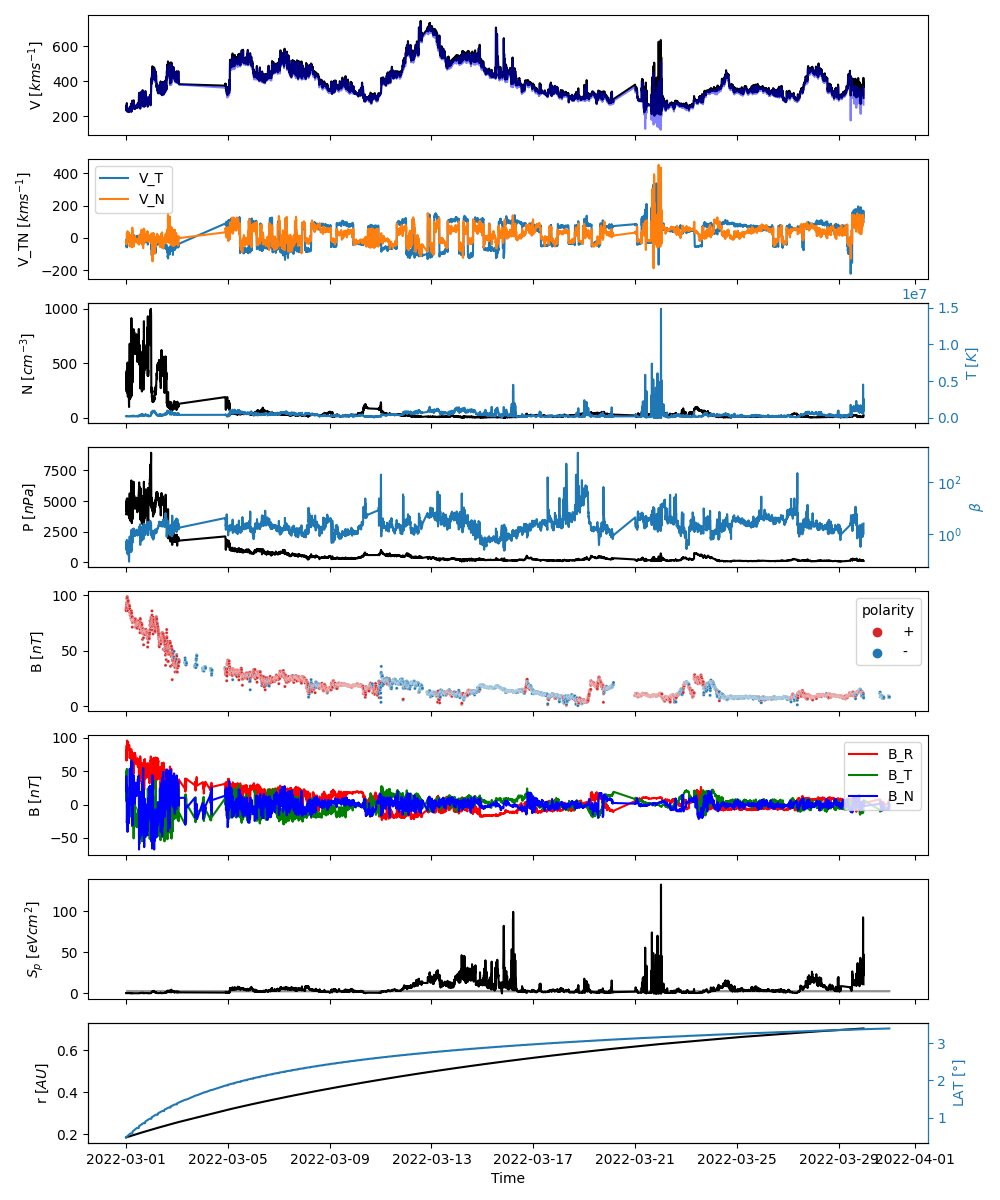 V [kms⁻¹]
600
400
200
V_TN [kms⁻¹]
400
200
0
−200
V_T
V_N
N [cm⁻³]
1000
500
0
1e7
1.5
1.0
0.5
0.0
T [K]
P [nPa]
7500
5000
2500
0
10²
10⁰
β
B [nT]
100
50
0
polarity
+
-
B [nT]
100
50
0
−50
B_R
B_T
B_N
Sₚ [eVcm²]
100
50
0
r [AU]
0.6
0.4
0.2
3
2
1
LAT [°]
2022-03-01 2022-03-05 2022-03-09 2022-03-13 2022-03-17 2022-03-21 2022-03-25 2022-03-29 2022-04-01
Time